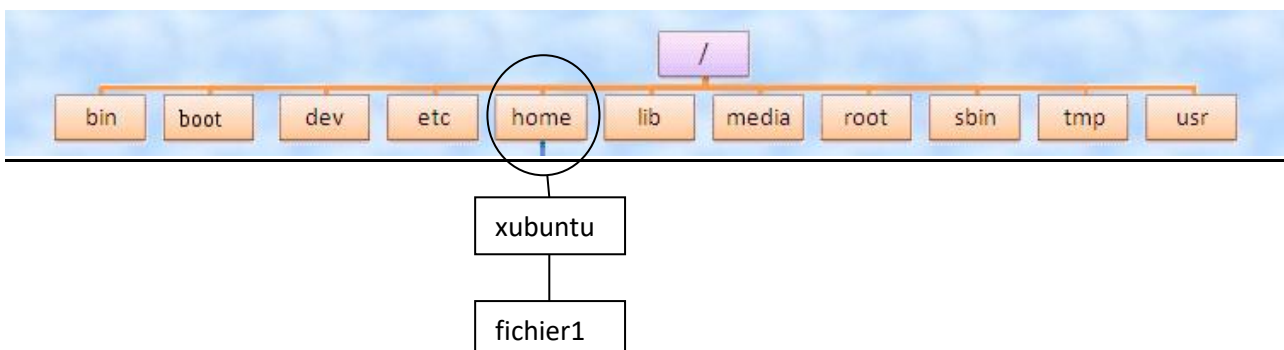 /
bin boot dev etc home lib media root sbin tmp usr
xubuntu
fichier1